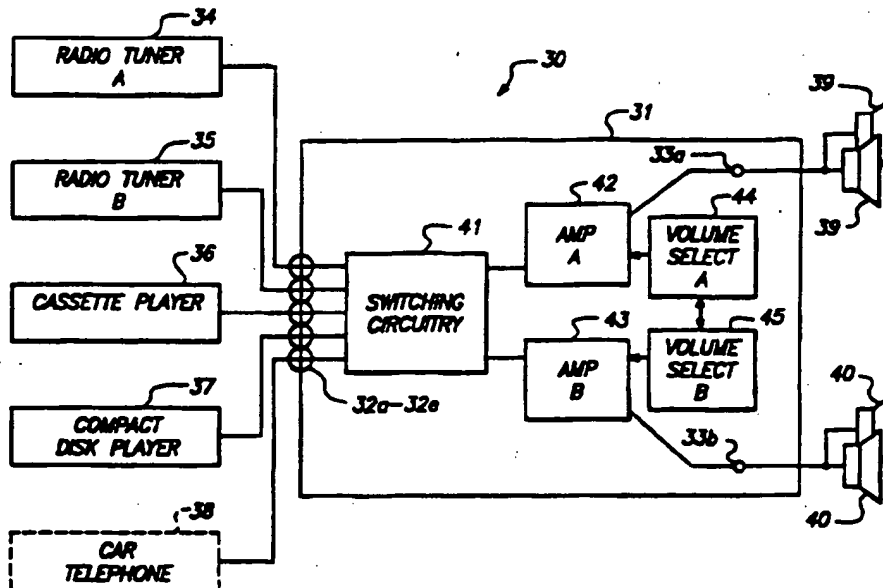 34
RADIO TUNER
A
30
39
31
33a
35
RADIO TUNER
B
42
44
39
41
AMP
A
VOLUME
SELECT
A
36
CASSETTE PLAYER
SWITCHING
CIRCUITRY
43
45
AMP
B
VOLUME
SELECT
B
37
COMPACT
DISK PLAYER
32a-32e
40
33b
38
CAR
TELEPHONE
40